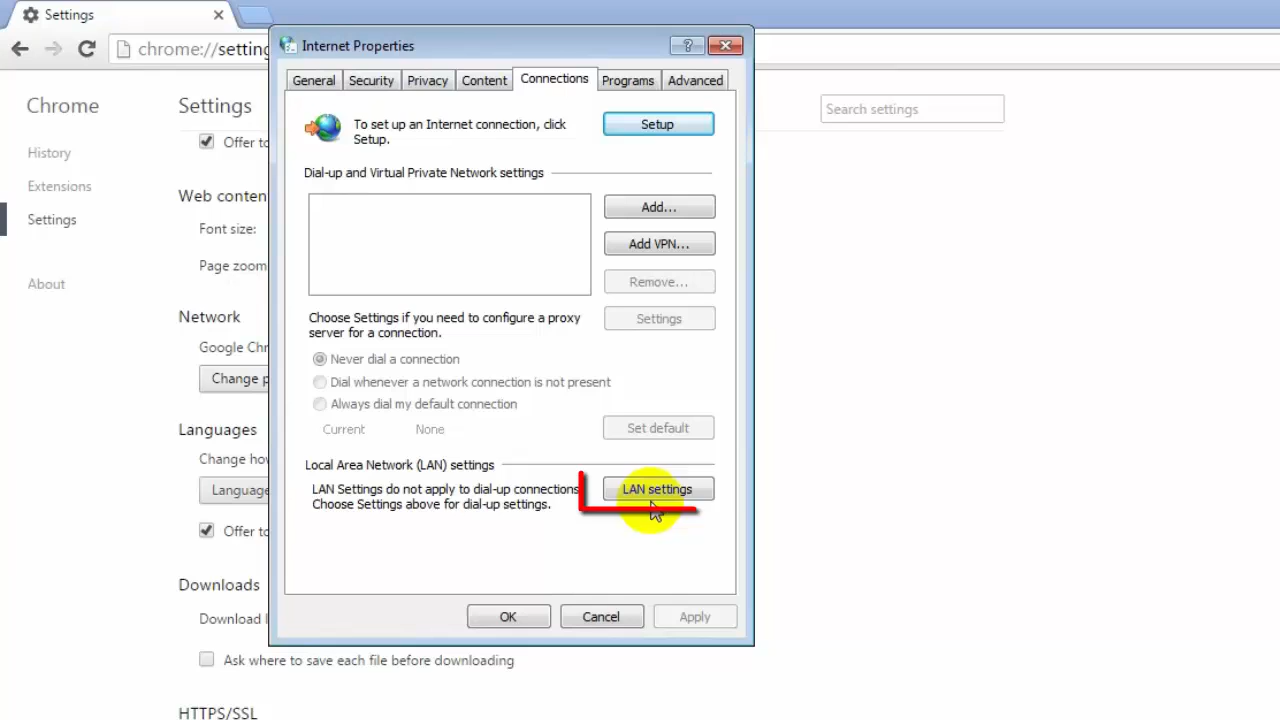 Settings
chrome://setting
Internet Properties
General
Security
Privacy
Content
Connections
Programs
Advanced
Chrome
History
Extensions
Settings
About
Settings
Search settings
Offer to
Web conten
Font size:
Page zoom
Network
Google Chr
Change p
Languages
Change how
Language
Offer to
Downloads
Download l
Ask where to save each file before downloading
HTTPS/SSL
To set up an Internet connection, click
Setup.
Setup
Dial-up and Virtual Private Network settings
Add...
Add VPN...
Remove...
Choose Settings if you need to configure a proxy
server for a connection.
Settings
Never dial a connection
Dial whenever a network connection is not present
Always dial my default connection
Current
None
Set default
Local Area Network (LAN) settings
LAN Settings do not apply to dial-up connections
Choose Settings above for dial-up settings.
LAN settings
OK
Cancel
Apply